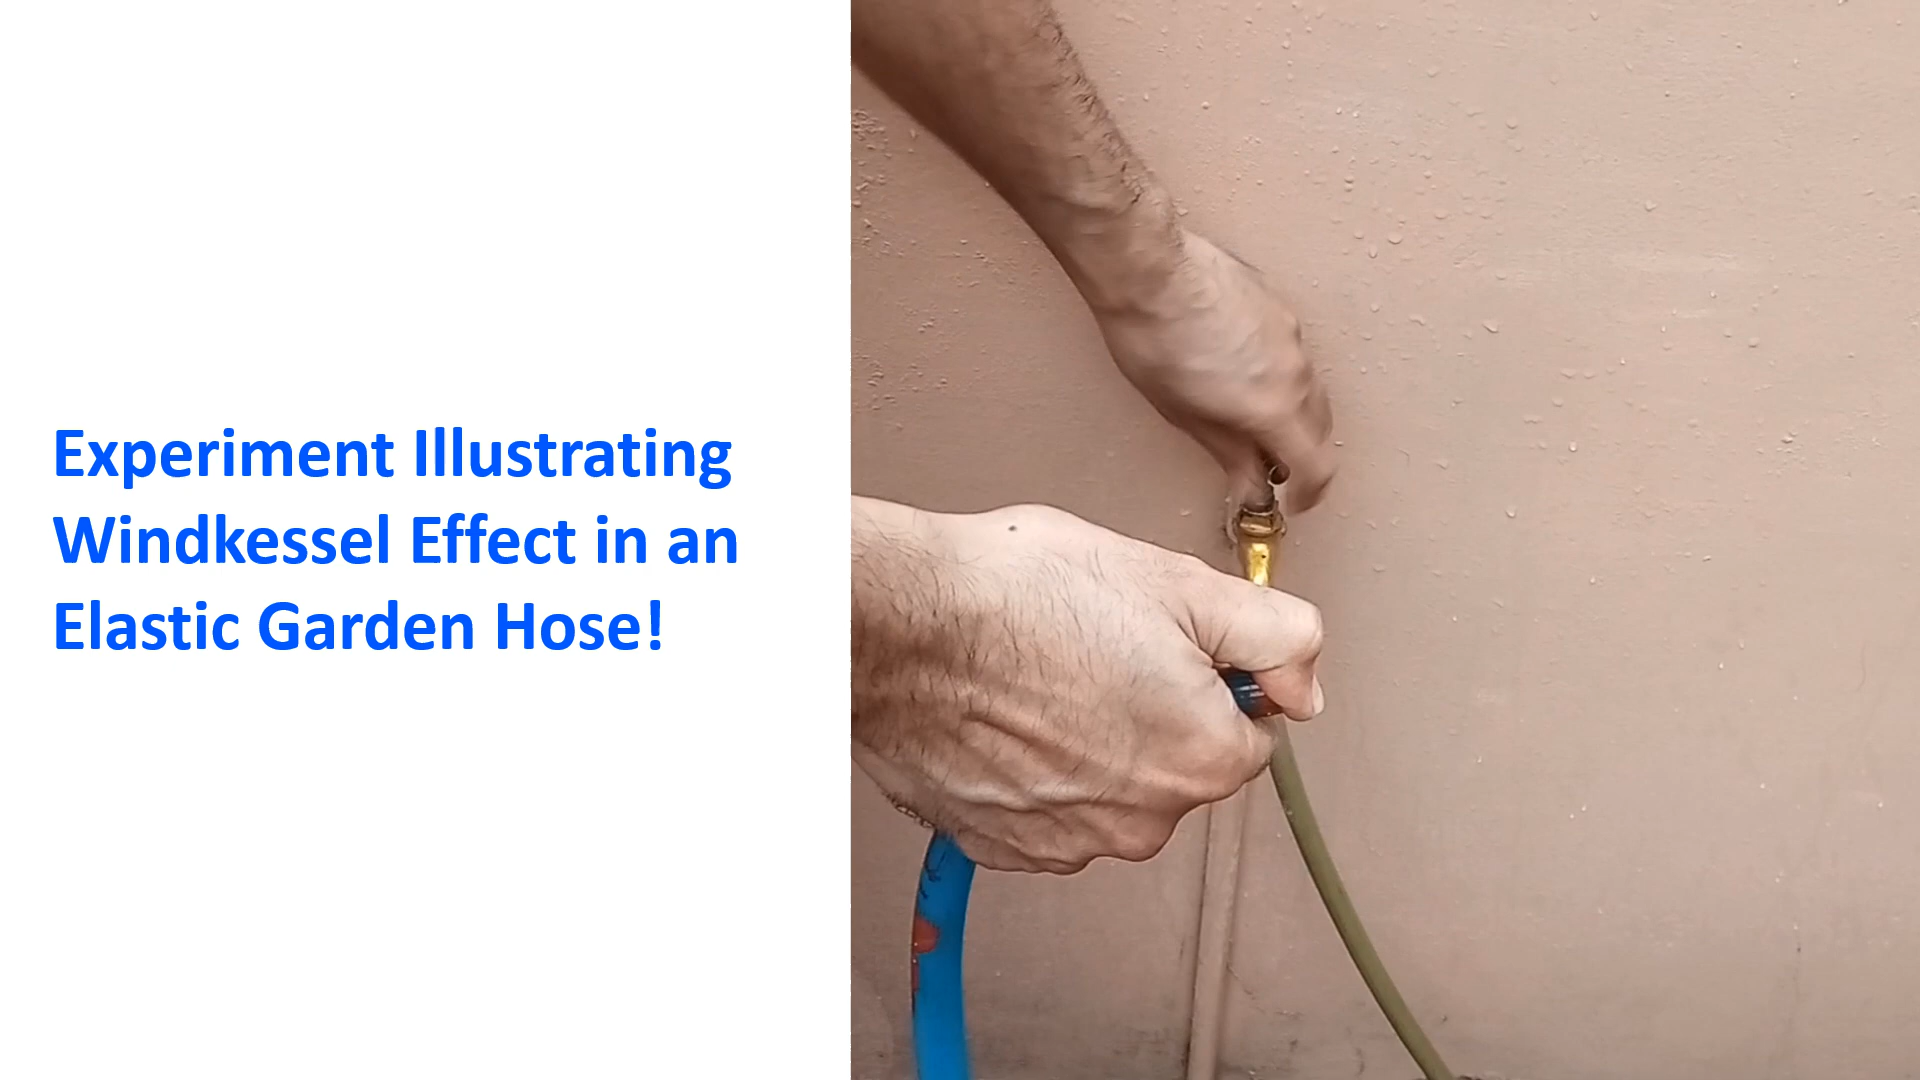 Experiment Illustrating
Windkessel Effect in an
Elastic Garden Hose!